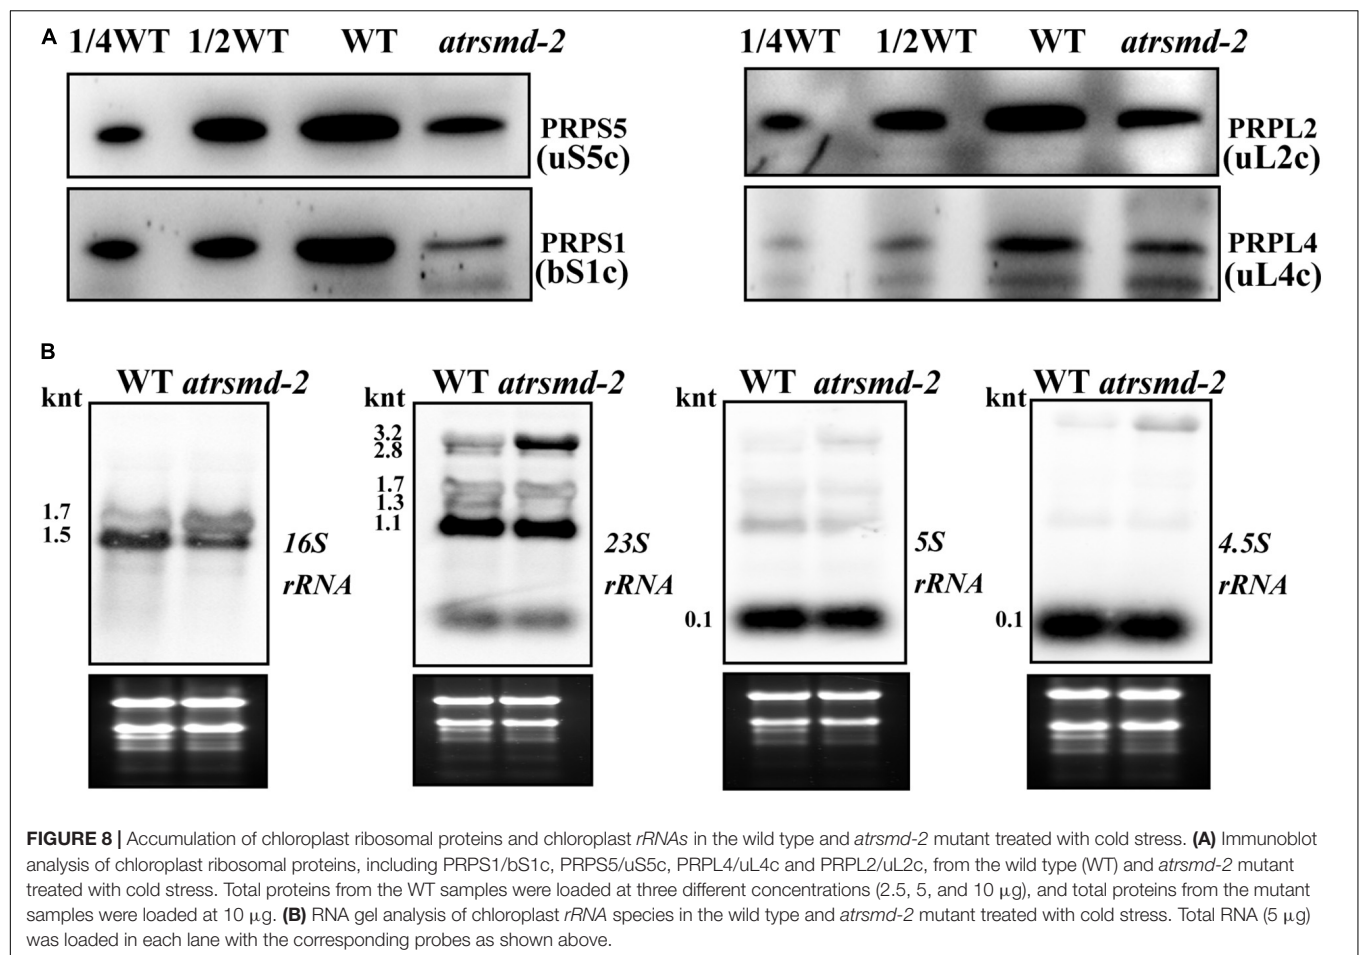 A
1/4WT 1/2WT WT atrsmd-2
PRPS5
(uS5c)
PRPS1
(bS1c)
1/4WT 1/2WT WT atrsmd-2
PRPL2
(uL2c)
PRPL4
(uL4c)
B
WT atrsmd-2
knt
1.7
1.5
16S
rRNA
WT atrsmd-2
knt
3.2
2.8
1.7
1.3
1.1
23S
rRNA
WT atrsmd-2
knt
5S
rRNA
0.1
WT atrsmd-2
knt
4.5S
rRNA
0.1
FIGURE 8 | Accumulation of chloroplast ribosomal proteins and chloroplast rRNAs in the wild type and atrsmd-2 mutant treated with cold stress. (A) Immunoblot
analysis of chloroplast ribosomal proteins, including PRPS1/bS1c, PRPS5/uS5c, PRPL4/uL4c and PRPL2/uL2c, from the wild type (WT) and atrsmd-2 mutant
treated with cold stress. Total proteins from the WT samples were loaded at three different concentrations (2.5, 5, and 10 μg), and total proteins from the mutant
samples were loaded at 10 μg. (B) RNA gel analysis of chloroplast rRNA species in the wild type and atrsmd-2 mutant treated with cold stress. Total RNA (5 μg)
was loaded in each lane with the corresponding probes as shown above.